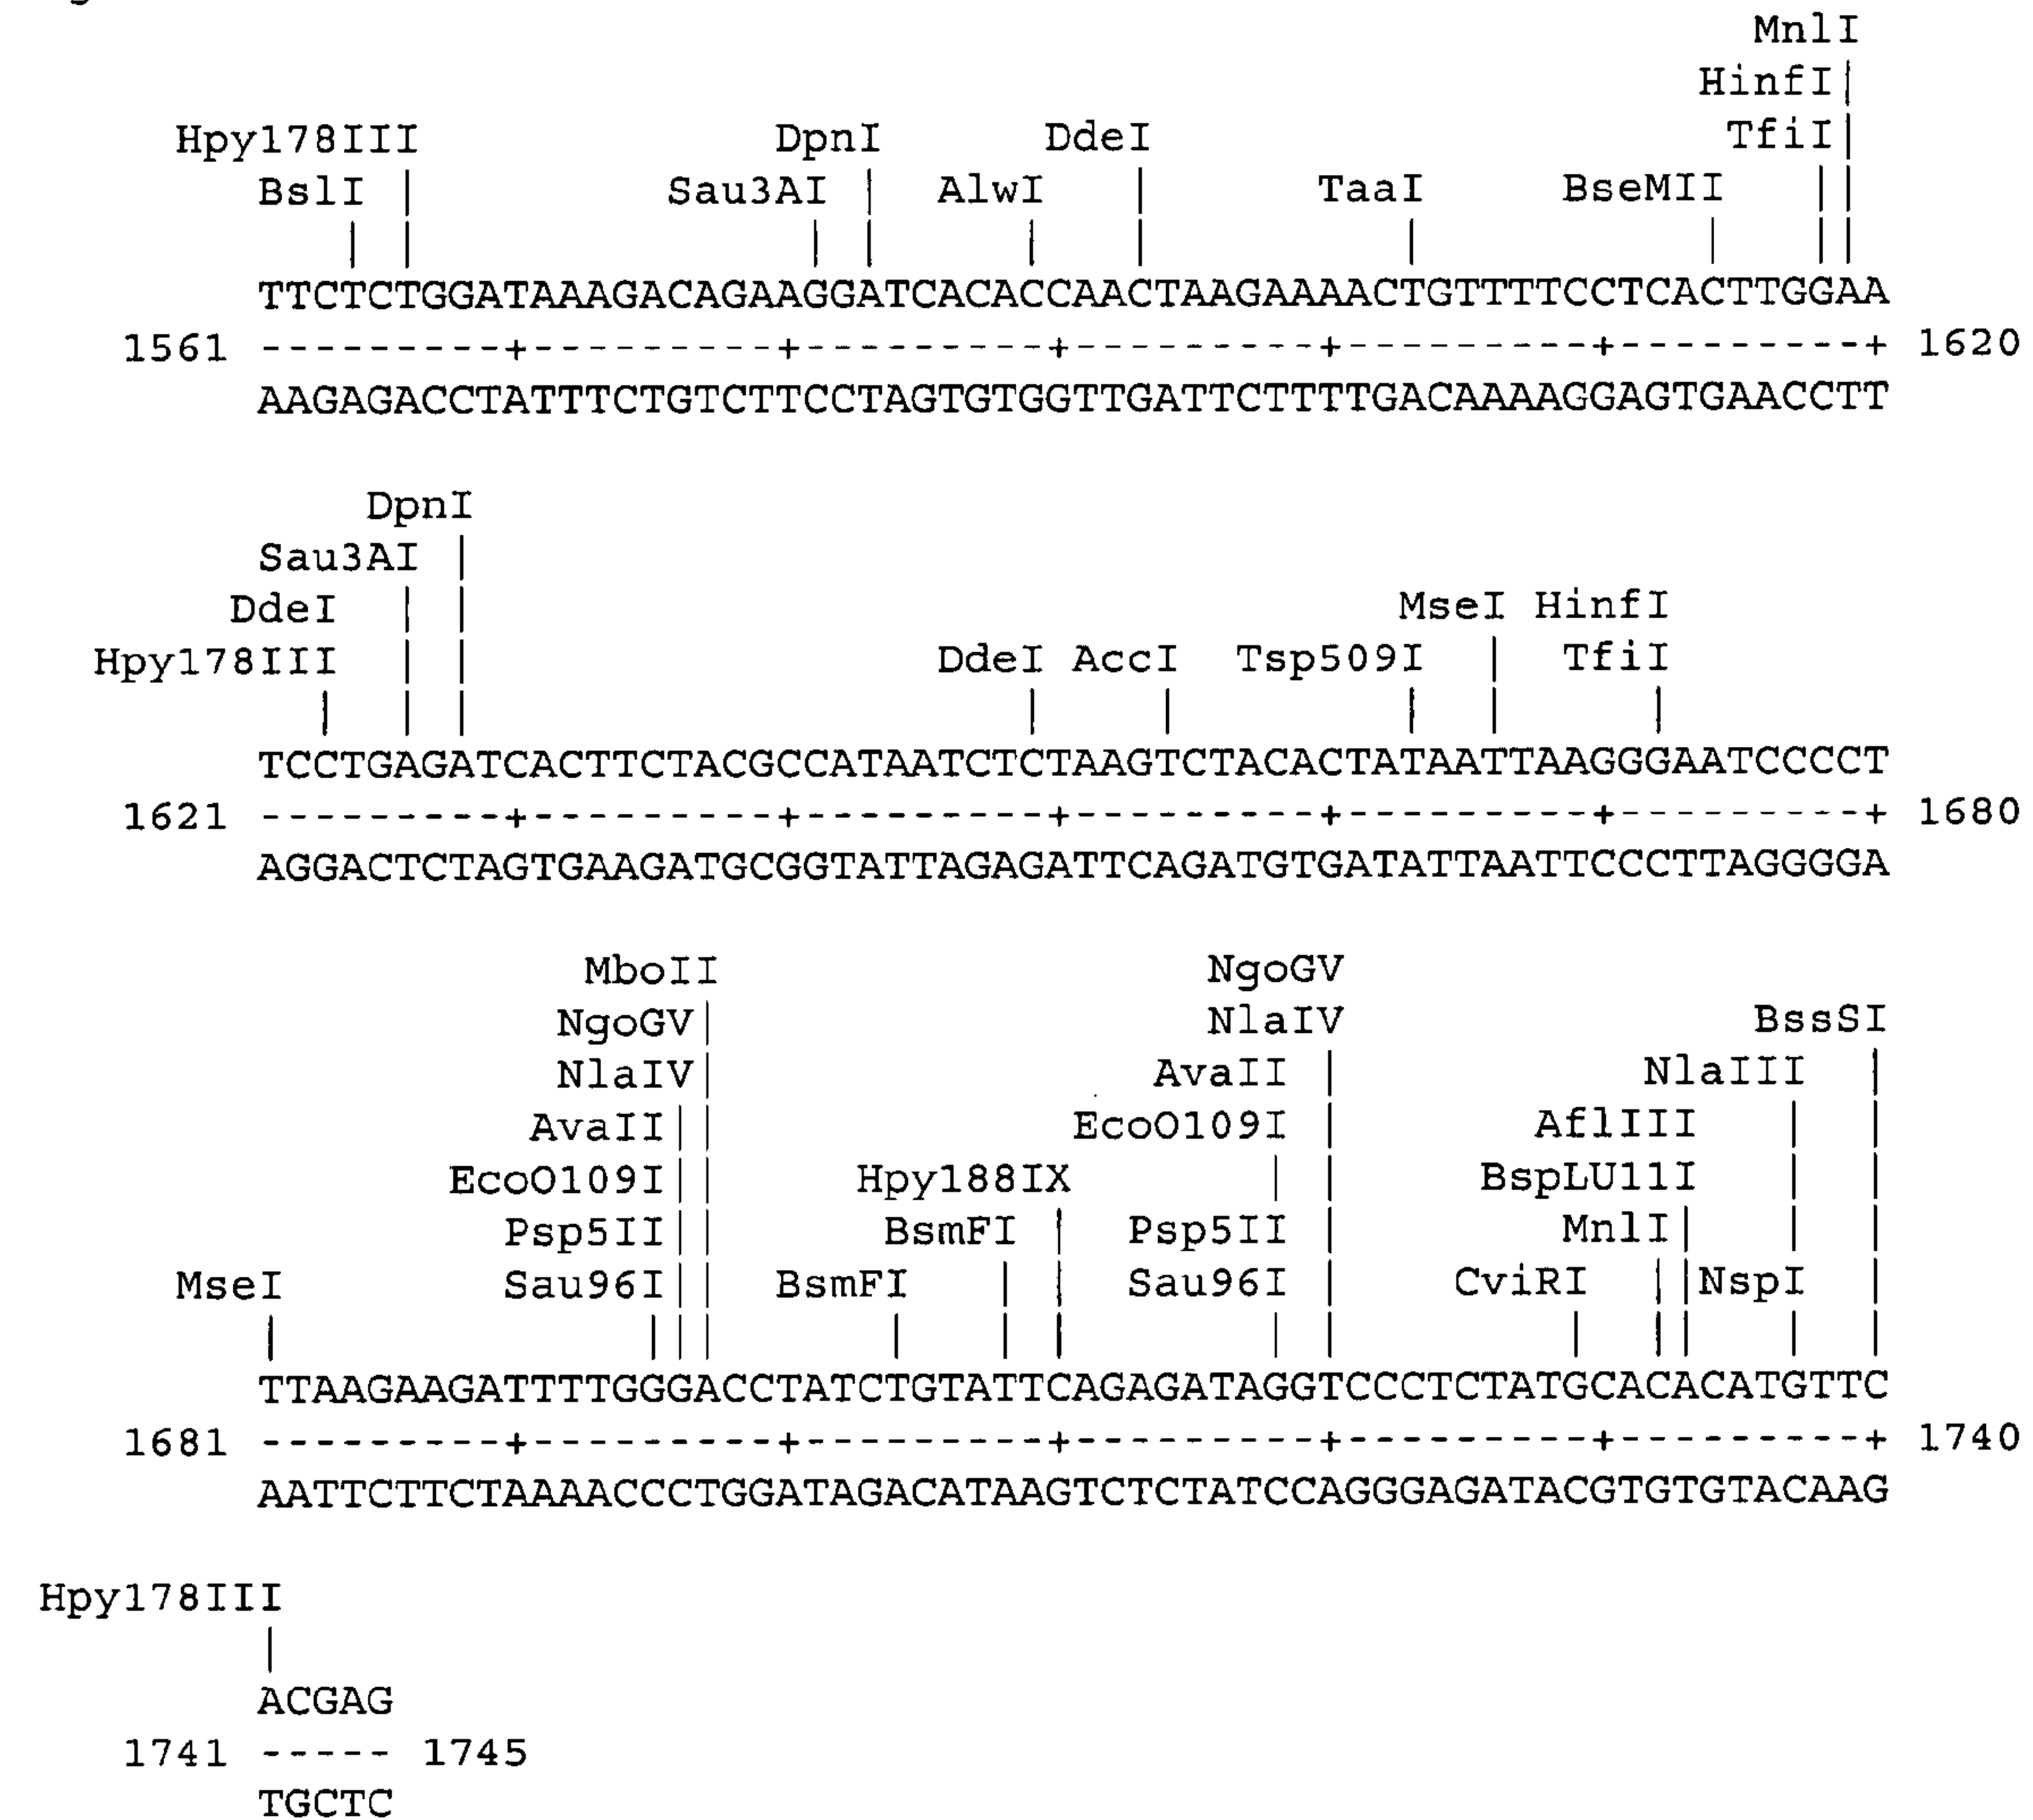 MnlI
HinfI
Hpy178III DpnI DdeI TfiI
BslI Sau3AI AlwI TaaI BseMII
TTCTCTGGATAAAGACAGAAGGATCACACCAACTAAGAAAACTGTTTTCCTCACTTGGAA
1561 ---------+---------+---------+---------+---------+---------+ 1620
AAGAGACCTATTTCTGTCTTCCTAGTGTGGTTGATTCTTTTGACAAAAGGAGTGAACCTT
DpnI
Sau3AI
DdeI MseI HinfI
Hpy178III DdeI AccI Tsp509I TfiI
TCCTGAGATCACTTCTACGCCATAATCTCTAAGTCTACACTATAATTAAGGGAATCCCCT
1621 ---------+---------+---------+---------+---------+---------+ 1680
AGGACTCTAGTGAAGATGCGGTATTAGAGATTCAGATGTGATATTAATTCCCTTAGGGGA
MboII NgoGV
NgoGV NlaIV BssSI
NlaIV AvaII NlaIII
AvaII EcoO109I AflIII
EcoO109I Hpy188IX BspLU11I
Psp5II BsmFI Psp5II MnlI
MseI Sau96I BsmFI Sau96I CviRI NspI
TTAAGAAGATTTTGGGACCTATCTGTATTCAGAGATAGGTCCCTCTATGCACACATGTTC
1681 ---------+---------+---------+---------+---------+---------+ 1740
AATTCTTCTAAAACCCTGGATAGACATAAGTCTCTATCCAGGGAGATACGTGTGTACAAG
Hpy178III
ACGAG
1741 ----- 1745
TGCTC